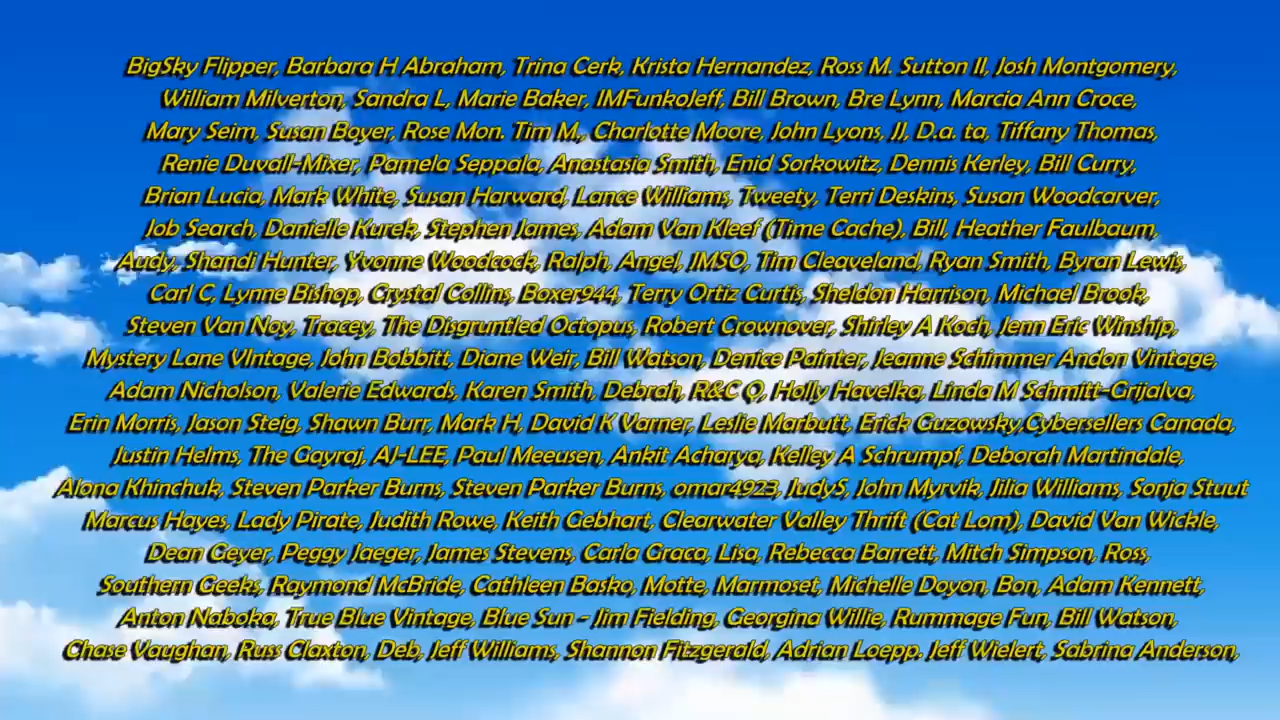 BigSky Flipper, Barbara H Abraham, Trina Cerk, Krista Hernandez, Ross M. Sutton II, Josh Montgomery,
William Milverton, Sandra L, Marie Baker, IMFunkoJeff, Bill Brown, Bre Lynn, Marcia Ann Croce,
Mary Seim, Susan Boyer, Rose Mon. Tim M., Charlotte Moore, John Lyons, JJ, D.a. ta, Tiffany Thomas,
Renie Duvall-Mixer, Pamela Seppala, Anastasia Smith, Enid Sorkowitz, Dennis Kerley, Bill Curry,
Brian Lucia, Mark White, Susan Harward, Lance Williams, Tweety, Terri Deskins, Susan Woodcarver,
Job Search, Danielle Kurek, Stephen James, Adam Van Kleef (Time Cache), Bill, Heather Faulbaum,
Audy, Shandi Hunter, Yvonne Woodcock, Ralph, Angel, JMSO, Tim Cleaveland, Ryan Smith, Byran Lewis,
Carl C, Lynne Bishop, Crystal Collins, Boxer944, Terry Ortiz Curtis, Sheldon Harrison, Michael Brook,
Steven Van Noy, Tracey, The Disgruntled Octopus, Robert Crownover, Shirley A Koch, Jenn Eric Winship,
Mystery Lane VIntage, John Bobbitt, Diane Weir, Bill Watson, Denice Painter, Jeanne Schimmer Andon Vintage,
Adam Nicholson, Valerie Edwards, Karen Smith, Debrah, R&C Q, Holly Havelka, Linda M Schmitt-Grijalva,
Erin Morris, Jason Steig, Shawn Burr, Mark H, David K Varner, Leslie Marbutt, Erick Guzowsky,Cybersellers Canada,
Justin Helms, The Gayraj, AJ-LEE, Paul Meeusen, Ankit Acharya, Kelley A Schrumpf, Deborah Martindale,
Alona Khinchuk, Steven Parker Burns, Steven Parker Burns, omar4923, JudyS, John Myrvik, Jilia Williams, Sonja Stuut
Marcus Hayes, Lady Pirate, Judith Rowe, Keith Gebhart, Clearwater Valley Thrift (Cat Lom), David Van Wickle,
Dean Geyer, Peggy Jaeger, James Stevens, Carla Graca, Lisa, Rebecca Barrett, Mitch Simpson, Ross,
Southern Geeks, Raymond McBride, Cathleen Basko, Motte, Marmoset, Michelle Doyon, Bon, Adam Kennett,
Anton Naboka, True Blue Vintage, Blue Sun - Jim Fielding, Georgina Willie, Rummage Fun, Bill Watson,
Chase Vaughan, Russ Claxton, Deb, Jeff Williams, Shannon Fitzgerald, Adrian Loepp. Jeff Wielert, Sabrina Anderson,